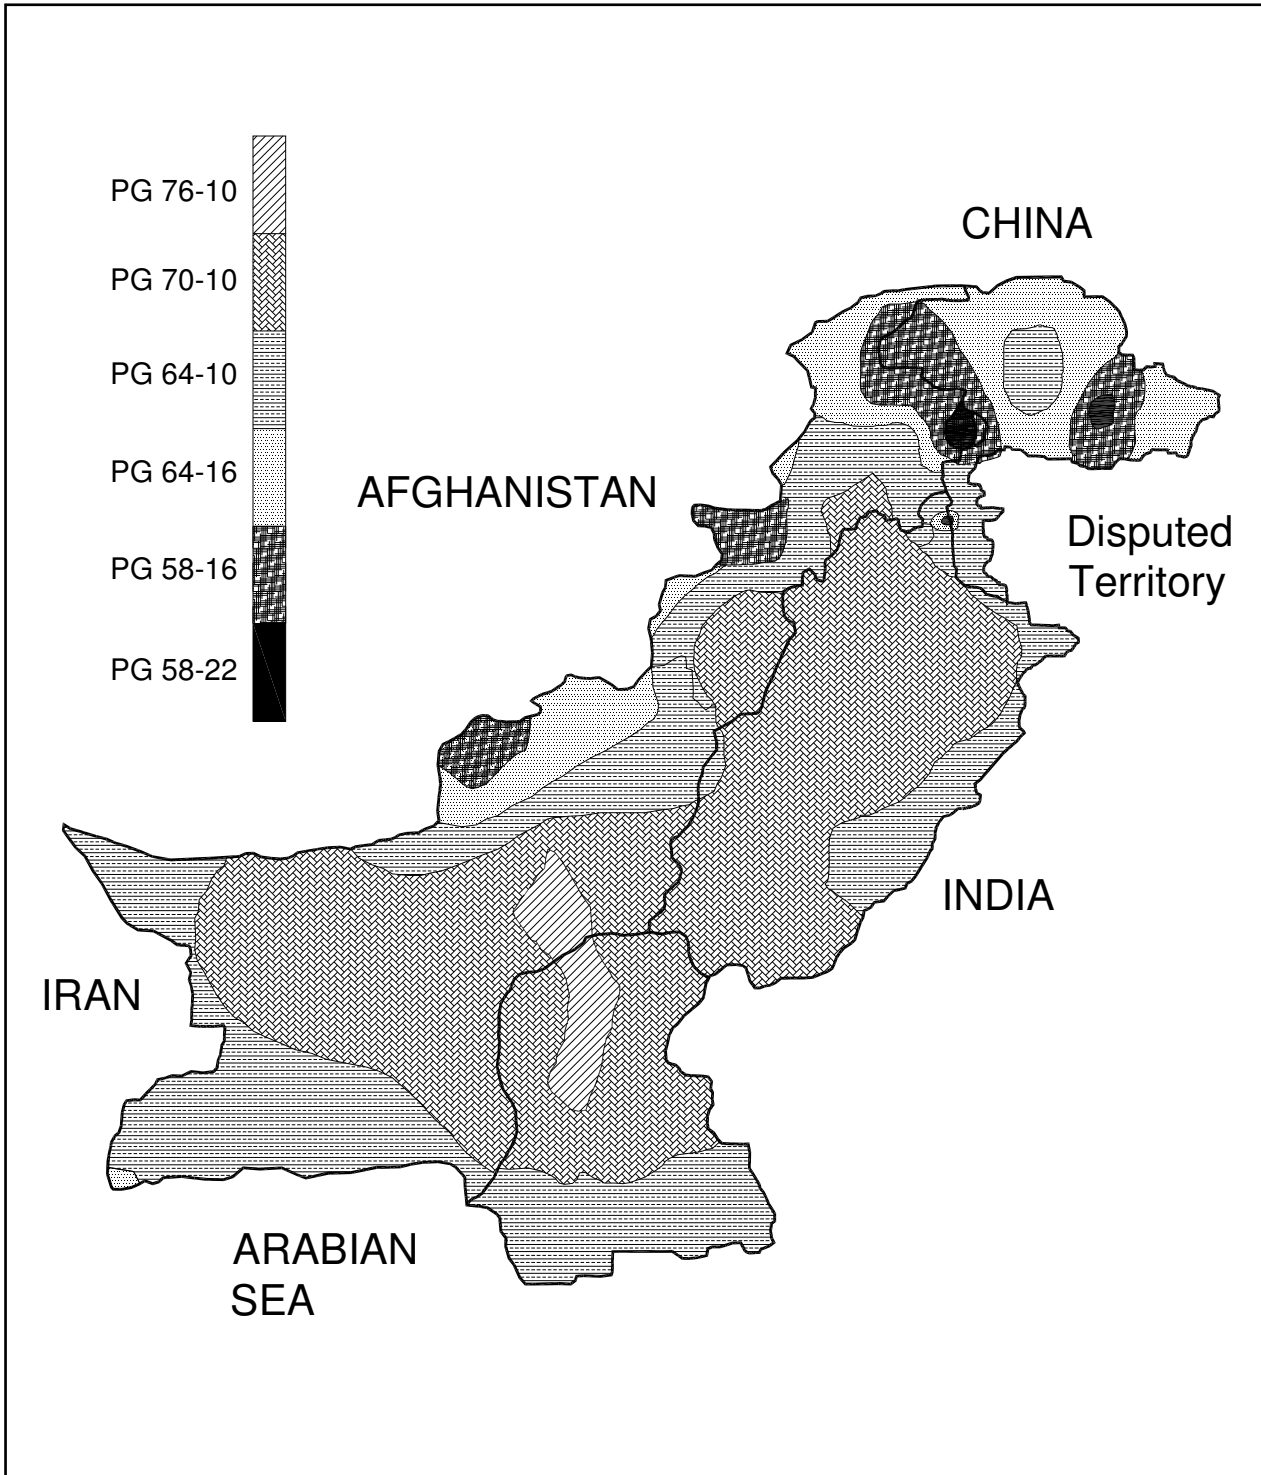 PG 76-10
PG 70-10
PG 64-10
PG 64-16
PG 58-16
PG 58-22
CHINA
AFGHANISTAN
Disputed
Territory
INDIA
IRAN
ARABIAN
SEA